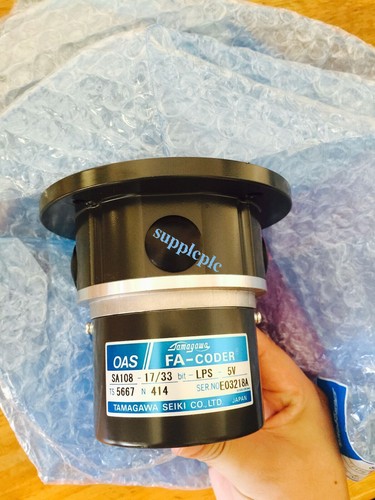 supplcplc
Tamagawa
OAS FA-CODER
SA108 - 17/33 bit - LPS - 5V
TS 5667 N 414 SER NO E03218A
TAMAGAWA SEIKI CO., LTD. JAPAN